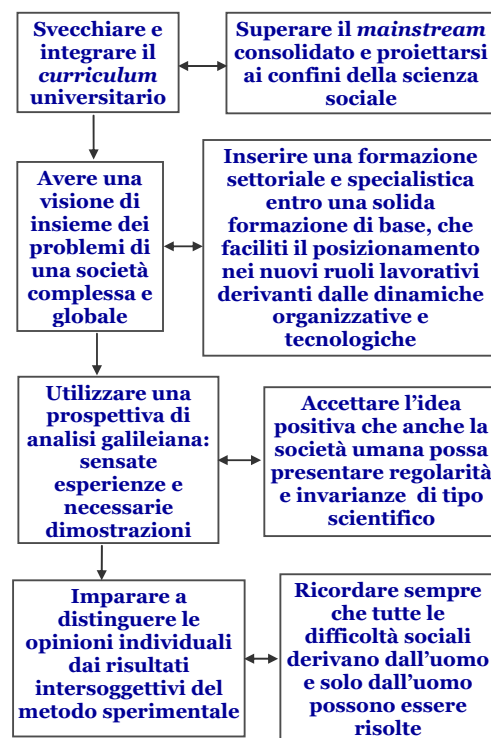 Svecchiare e
integrare il
curriculum
universitario
Superare il mainstream
consolidato e proiettarsi
ai confini della scienza
sociale
Avere una
visione di
insieme dei
problemi di
una società
complessa e
globale
Inserire una formazione
settoriale e specialistica
entro una solida
formazione di base, che
faciliti il posizionamento
nei nuovi ruoli lavorativi
derivanti dalle dinamiche
organizzative e
tecnologiche
Utilizzare una
prospettiva di
analisi galileiana:
sensate
esperienze e
necessarie
dimostrazioni
Accettare l’idea
positiva che anche la
società umana possa
presentare regolarità
e invarianze di tipo
scientifico
Imparare a
distinguere le
opinioni individuali
dai risultati
intersoggettivi del
metodo sperimentale
Ricordare sempre
che tutte le
difficoltà sociali
derivano dall’uomo
e solo dall’uomo
possono essere
risolte